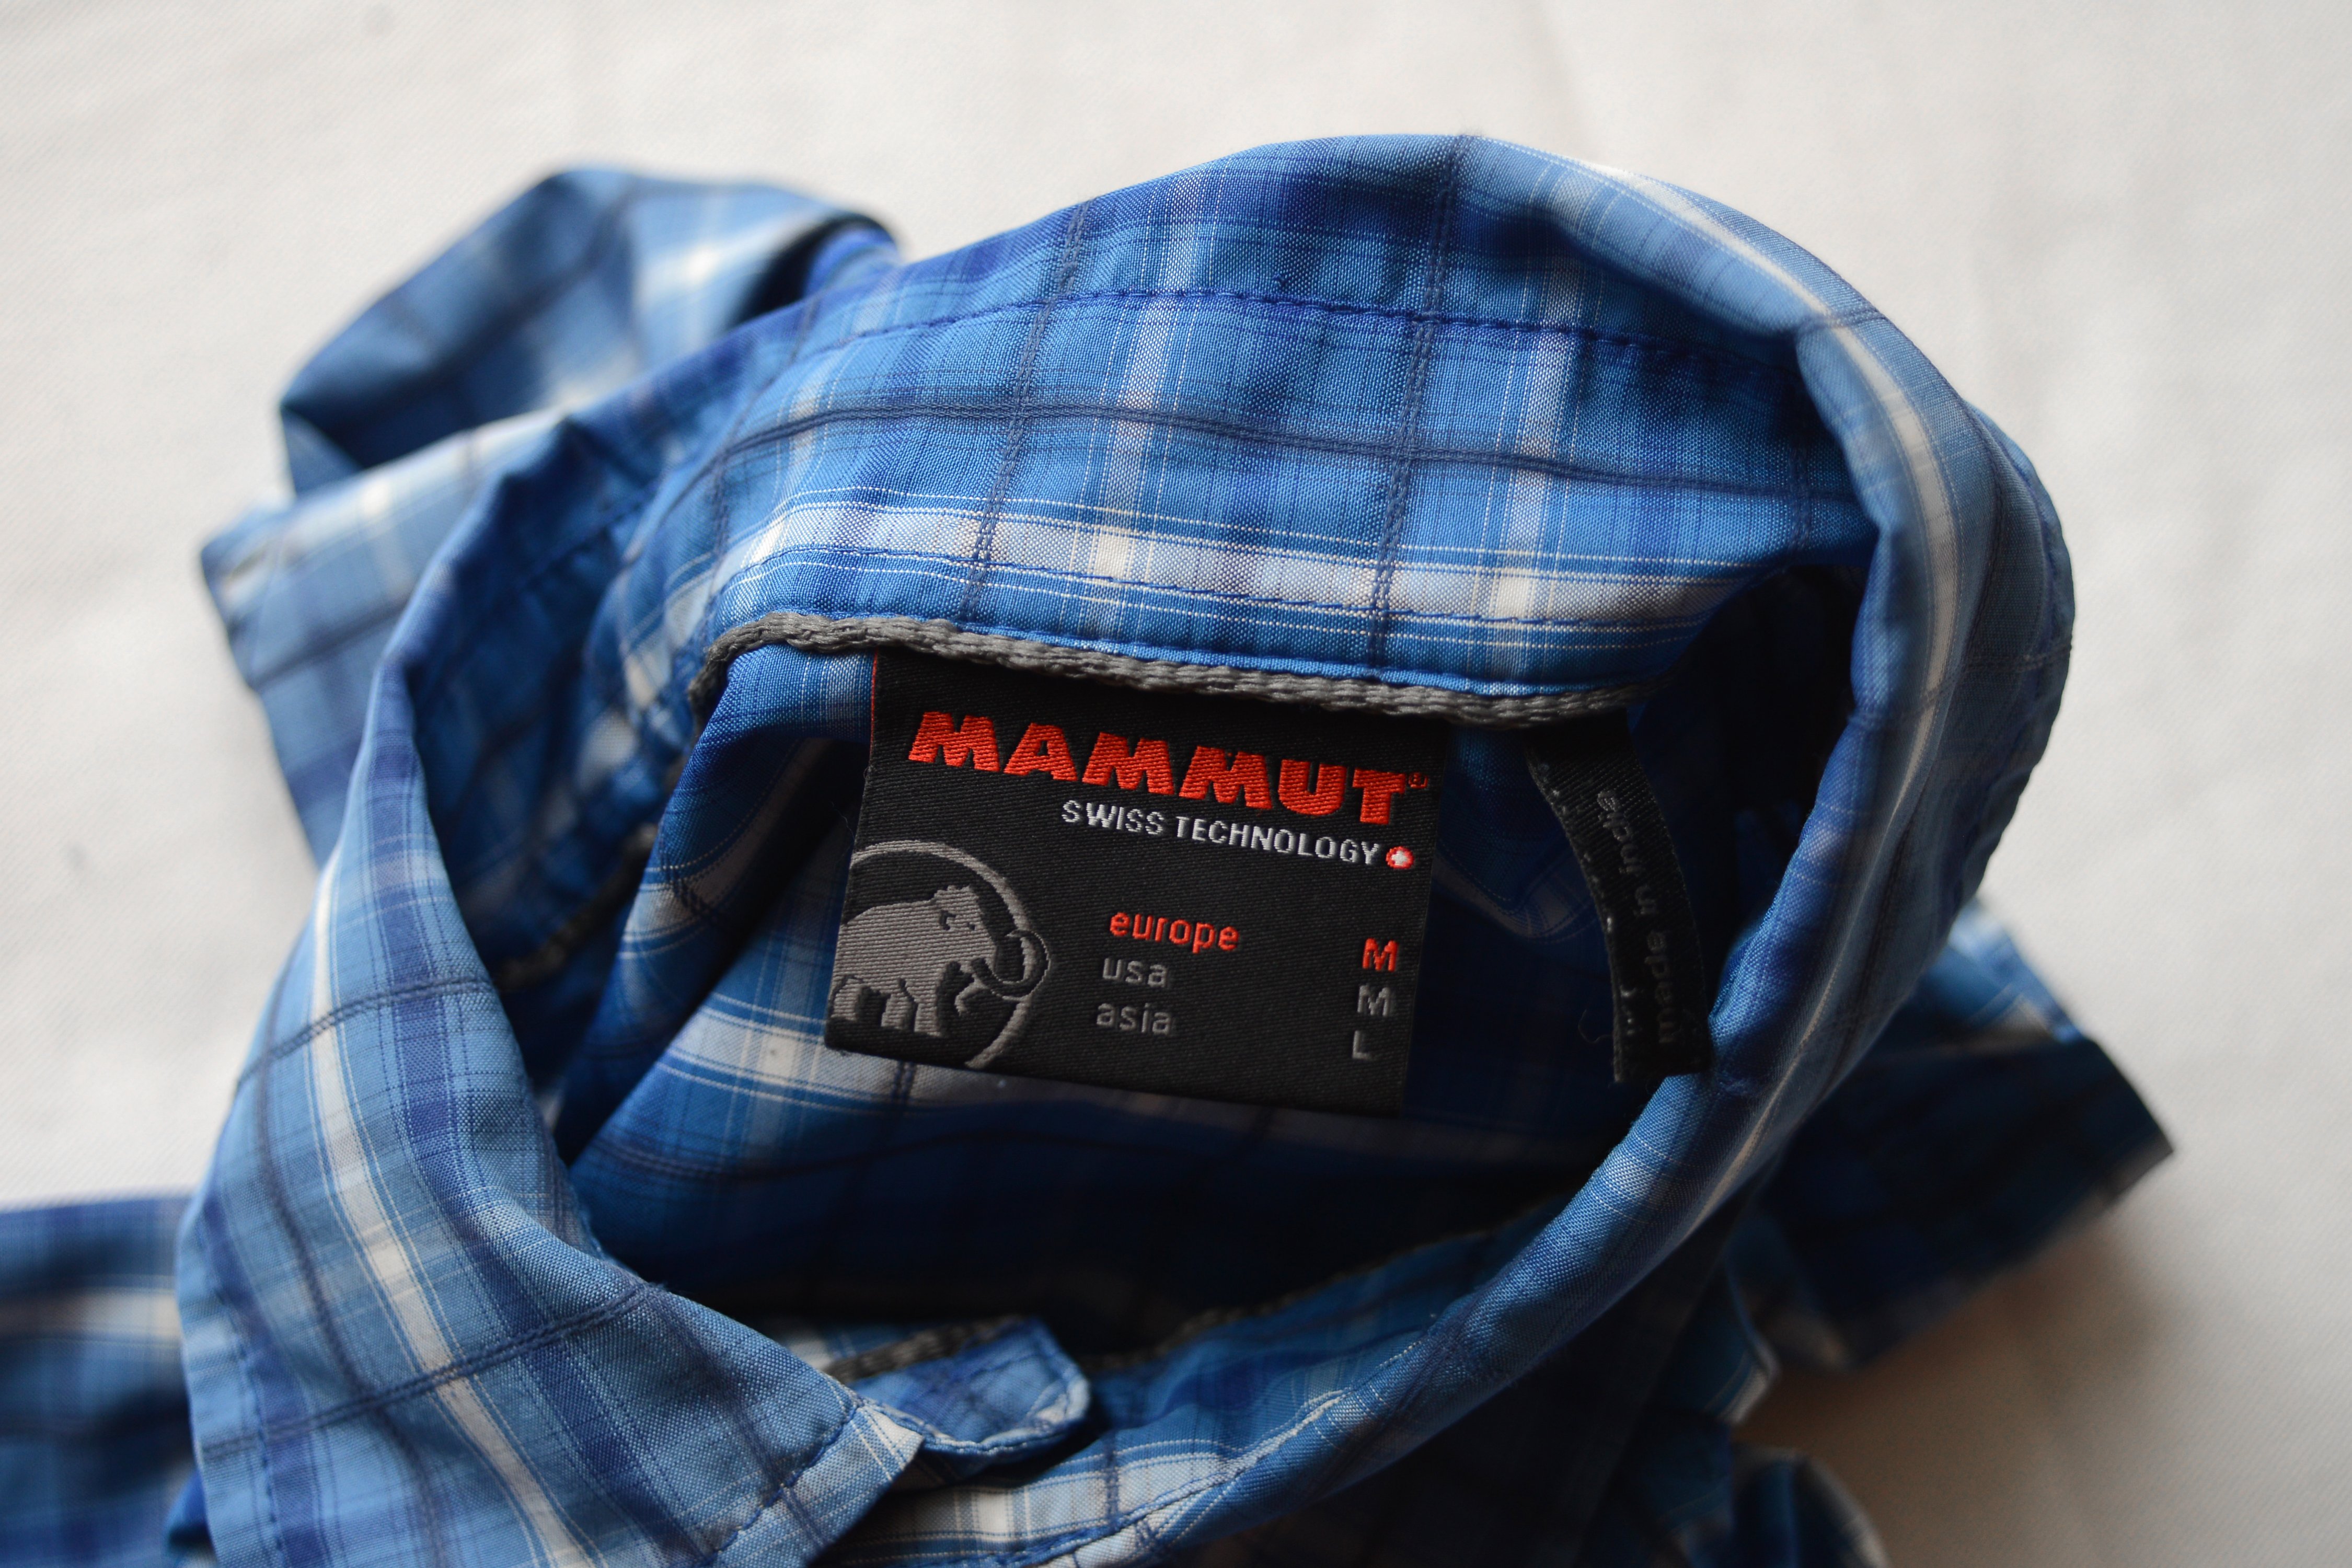 MAMMUT®
SWISS TECHNOLOGY
europe M
usa M
asia L
made in india